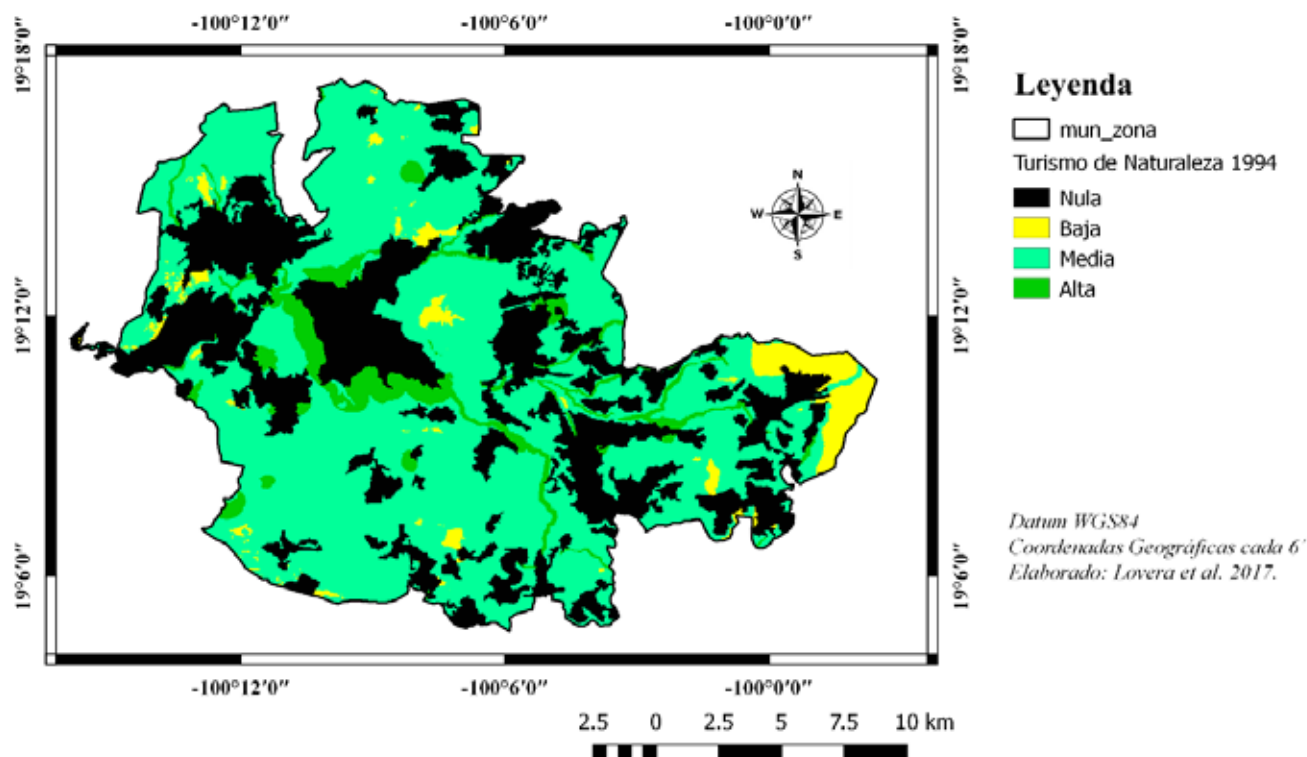 -100°12′0″ -100°6′0″ -100°0′0″
19°18′0″ 19°18′0″
19°12′0″ 19°12′0″
19°6′0″ 19°6′0″
N
W E
S
-100°12′0″ -100°6′0″ -100°0′0″
2.5 0 2.5 5 7.5 10 km
Leyenda
mun_zona
Turismo de Naturaleza 1994
Nula
Baja
Media
Alta
Datum WGS84
Coordenadas Geográficas cada 6´
Elaborado: Lovera et al. 2017.